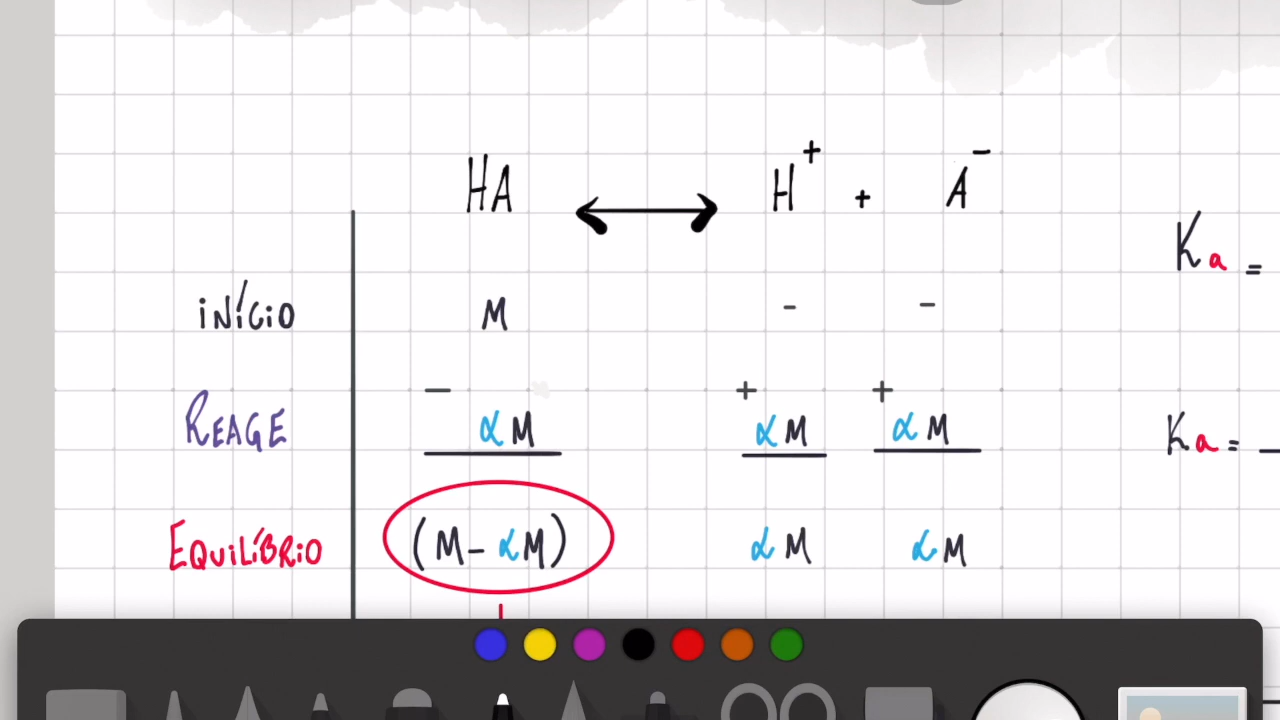 HA ⟷ H⁺ + A⁻
Ka =
INÍCIO M - -
REAGE - αM + αM + αM
Ka =
EQUILÍBRIO (M - αM) αM αM